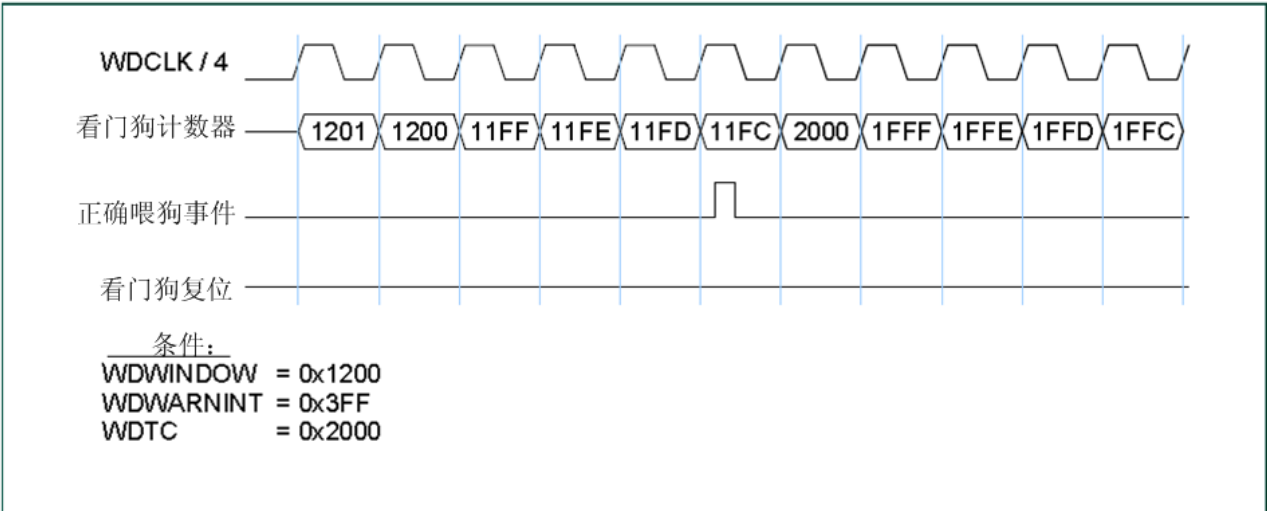 WDCLK / 4
看门狗计数器 1201 1200 11FF 11FE 11FD 11FC 2000 1FFF 1FFE 1FFD 1FFC
正确喂狗事件
看门狗复位
条件：
WDWINDOW = 0x1200
WDWARNINT = 0x3FF
WDTC = 0x2000